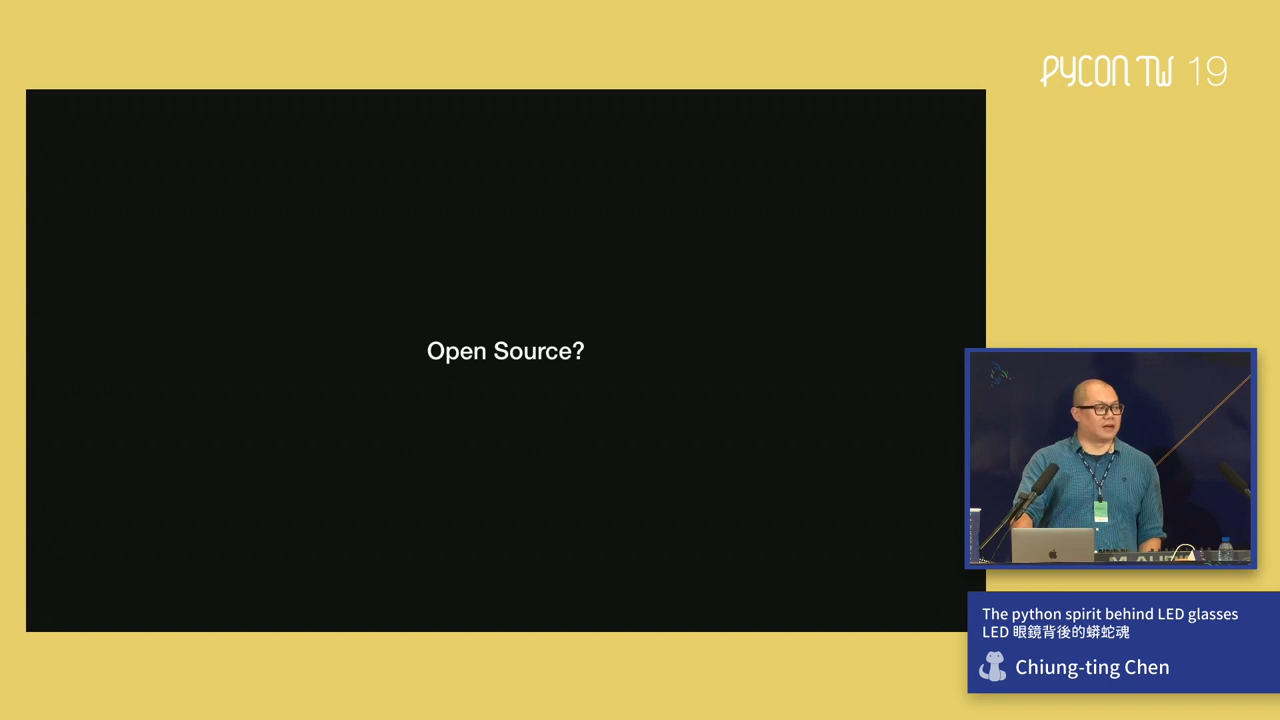 PYCON TW 19
Open Source?
M-AUDIO
The python spirit behind LED glasses
LED 眼鏡背後的蟒蛇魂
Chiung-ting Chen